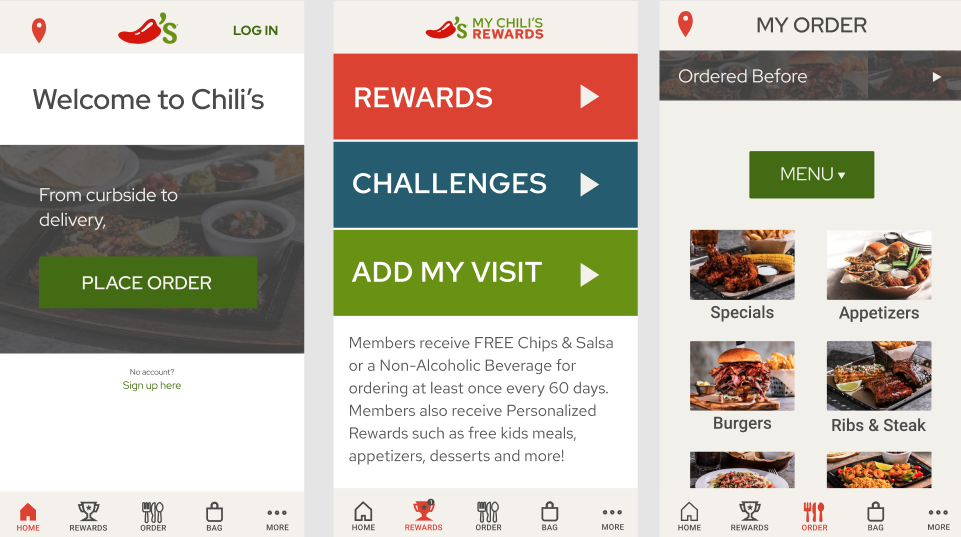 's
LOG IN
Welcome to Chili's
From curbside to
delivery,
PLACE ORDER
No account?
Sign up here
HOME
REWARDS
ORDER
BAG
MORE
's MY CHILI'S
REWARDS
REWARDS
CHALLENGES
ADD MY VISIT
Members receive FREE Chips & Salsa
or a Non-Alcoholic Beverage for
ordering at least once every 60 days.
Members also receive Personalized
Rewards such as free kids meals,
appetizers, desserts and more!
HOME
1
REWARDS
ORDER
BAG
MORE
MY ORDER
Ordered Before
MENU
Specials
Appetizers
Burgers
Ribs & Steak
HOME
REWARDS
ORDER
BAG
MORE